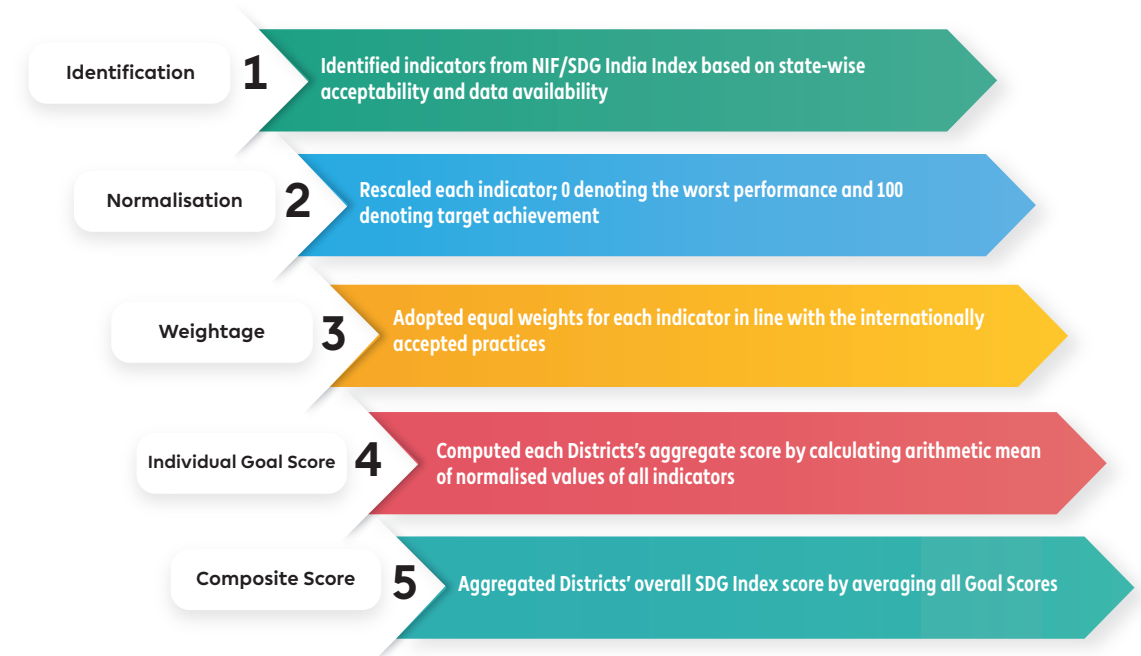 Identification
1
Identified indicators from NIF/SDG India Index based on state-wise
acceptability and data availability
Normalisation
2
Rescaled each indicator; 0 denoting the worst performance and 100
denoting target achievement
Weightage
3
Adopted equal weights for each indicator in line with the internationally
accepted practices
Individual Goal Score
4
Computed each Districts's aggregate score by calculating arithmetic mean
of normalised values of all indicators
Composite Score
5
Aggregated Districts' overall SDG Index score by averaging all Goal Scores